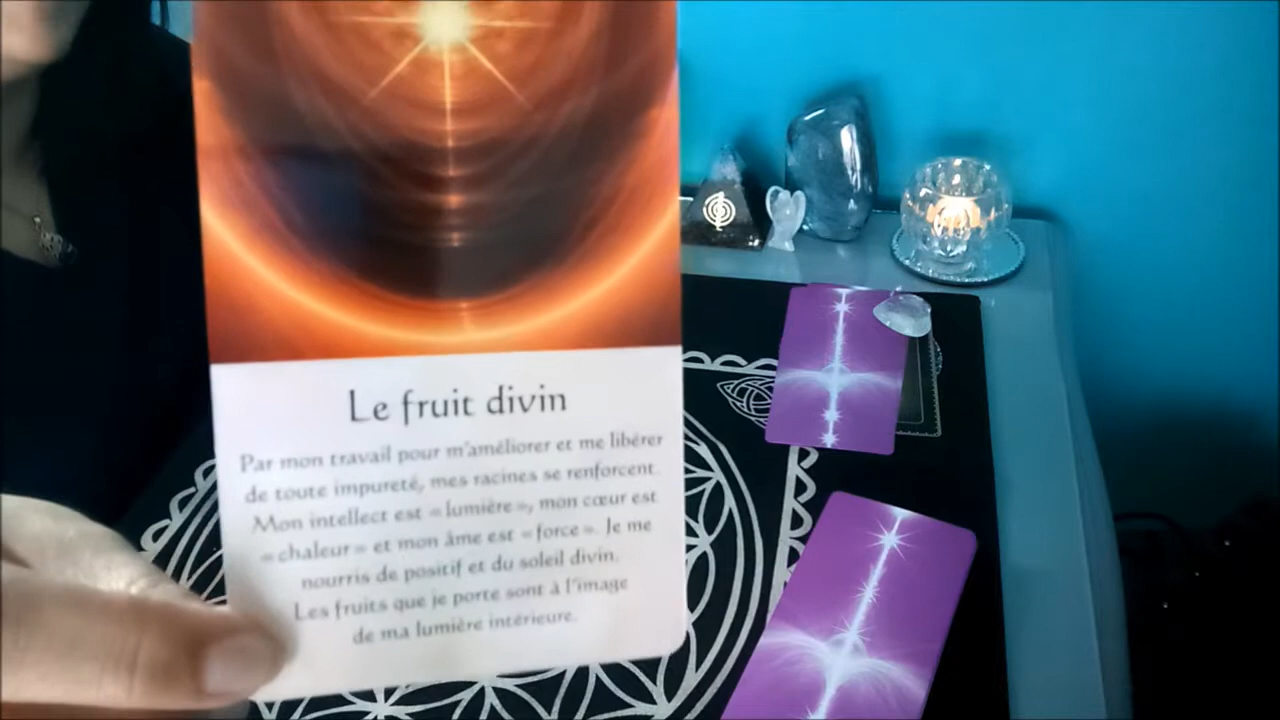 Le fruit divin
Par mon travail pour m'améliorer et me libérer
de toute impureté, mes racines se renforcent.
Mon intellect est « lumière », mon cœur est
« chaleur » et mon âme est « force ». Je me
nourris de positif et du soleil divin.
Les fruits que je porte sont à l'image
de ma lumière intérieure.